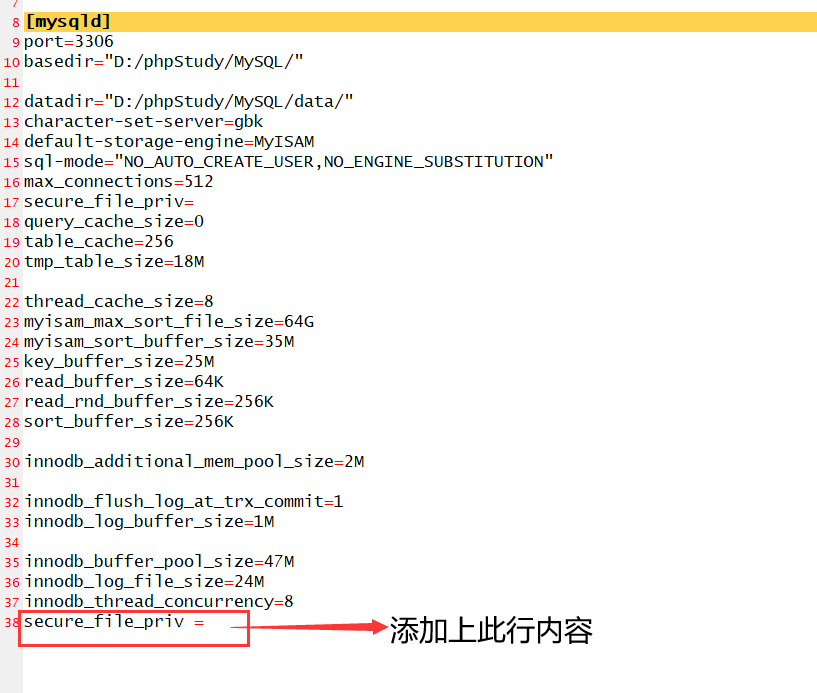 7
8 [mysqld]
9 port=3306
10 basedir="D:/phpStudy/MySQL/"
11
12 datadir="D:/phpStudy/MySQL/data/"
13 character-set-server=gbk
14 default-storage-engine=MyISAM
15 sql-mode="NO_AUTO_CREATE_USER,NO_ENGINE_SUBSTITUTION"
16 max_connections=512
17 secure_file_priv=
18 query_cache_size=0
19 table_cache=256
20 tmp_table_size=18M
21
22 thread_cache_size=8
23 myisam_max_sort_file_size=64G
24 myisam_sort_buffer_size=35M
25 key_buffer_size=25M
26 read_buffer_size=64K
27 read_rnd_buffer_size=256K
28 sort_buffer_size=256K
29
30 innodb_additional_mem_pool_size=2M
31
32 innodb_flush_log_at_trx_commit=1
33 innodb_log_buffer_size=1M
34
35 innodb_buffer_pool_size=47M
36 innodb_log_file_size=24M
37 innodb_thread_concurrency=8
38 secure_file_priv = 添加上此行内容